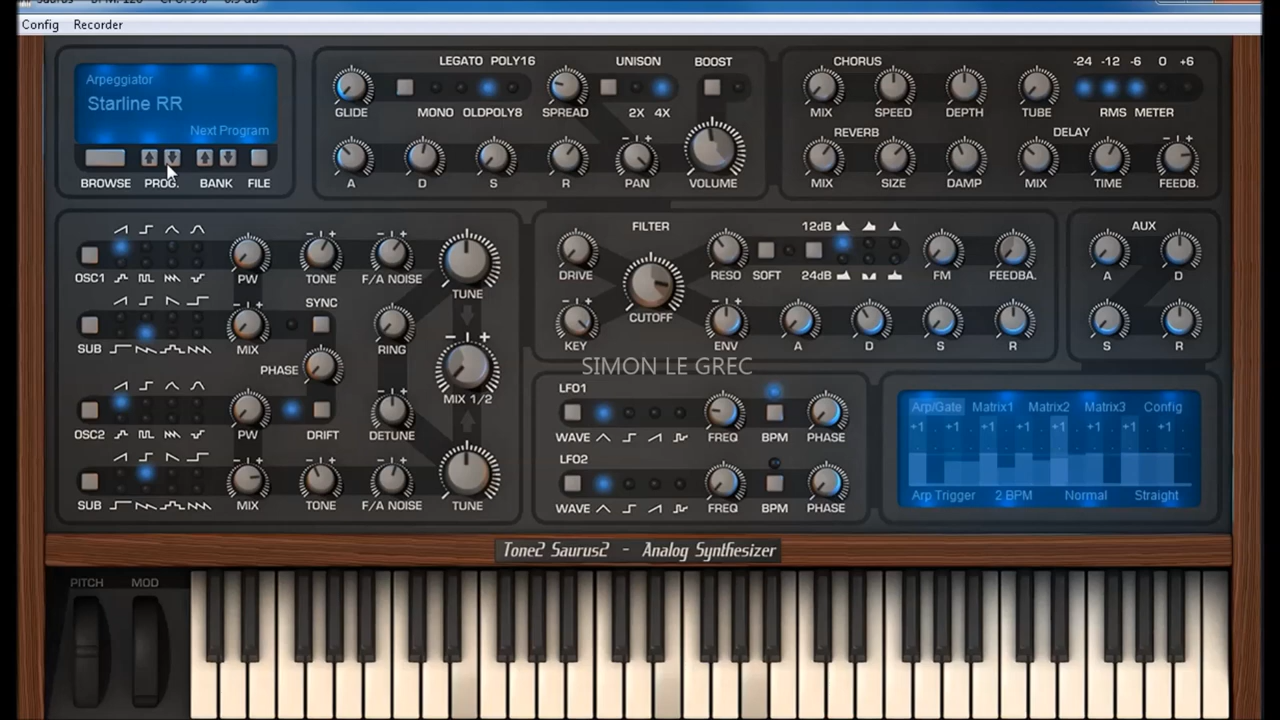 Config Recorder
Arpeggiator
Starline RR
Next Program
BROWSE PROG. BANK FILE
LEGATO POLY16 UNISON BOOST
GLIDE MONO OLDPOLY8 SPREAD 2X 4X
A D S R PAN VOLUME
CHORUS -24 -12 -6 0 +6
MIX SPEED DEPTH TUBE RMS METER
REVERB DELAY
MIX SIZE DAMP MIX TIME FEEDB.
OSC1 PW TONE F/A NOISE TUNE
SYNC
SUB MIX RING
PHASE MIX 1/2
OSC2 PW DRIFT DETUNE
SUB MIX TONE F/A NOISE TUNE
FILTER 12dB
DRIVE RESO SOFT 24dB FM FEEDBA.
CUTOFF
KEY ENV A D S R
AUX
A D
S R
SIMON LE GREC
LFO1
WAVE FREQ BPM PHASE
LFO2
WAVE FREQ BPM PHASE
Arp/Gate Matrix1 Matrix2 Matrix3 Config
+1 +1 +1 +1 +1 +1 +1 +1
Arp Trigger 2 BPM Normal Straight
Tone2 Saurus2 - Analog Synthesizer
PITCH MOD